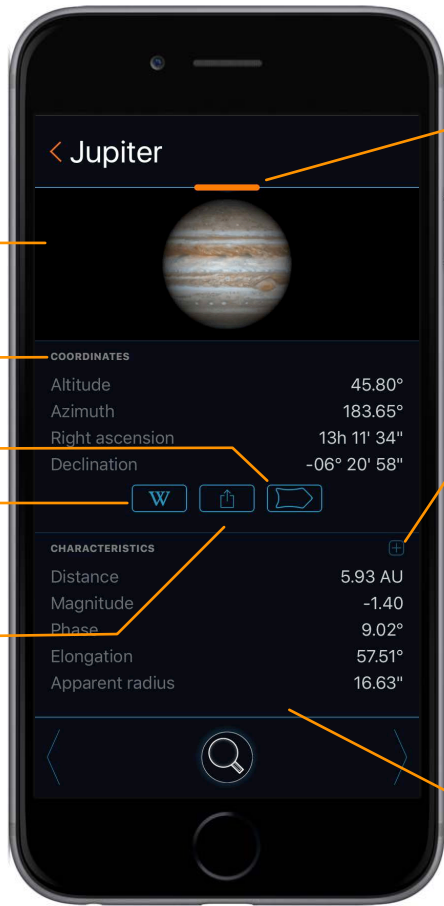 Jupiter
COORDINATES
Altitude 45.80°
Azimuth 183.65°
Right ascension 13h 11' 34"
Declination -06° 20' 58"
W
CHARACTERISTICS
Distance 5.93 AU
Magnitude -1.40
Phase 9.02°
Elongation 57.51°
Apparent radius 16.63"